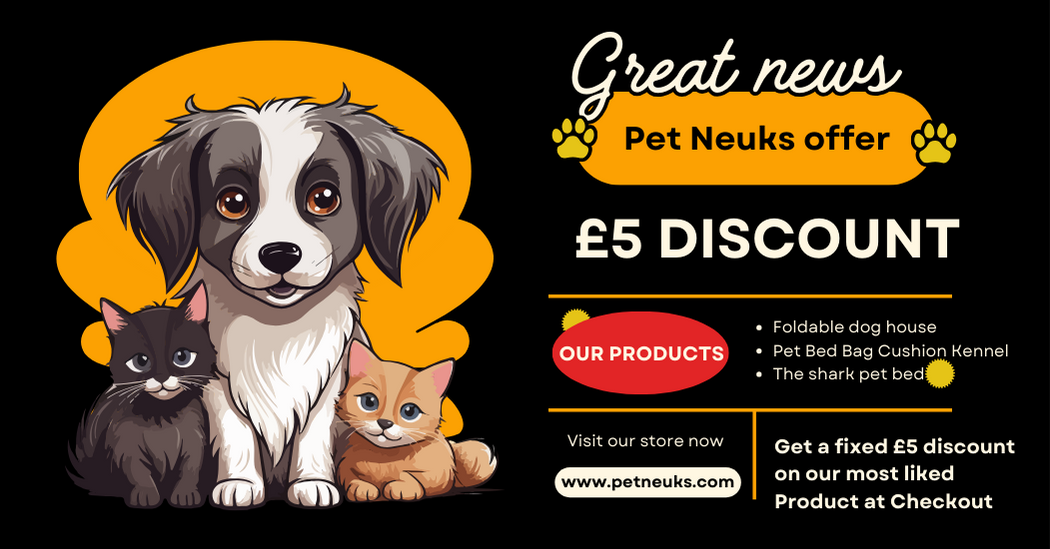 Great news
Pet Neuks offer
£5 DISCOUNT
OUR PRODUCTS
Foldable dog house
Pet Bed Bag Cushion Kennel
The shark pet bed
Visit our store now
www.petneuks.com
Get a fixed £5 discount
on our most liked
Product at Checkout